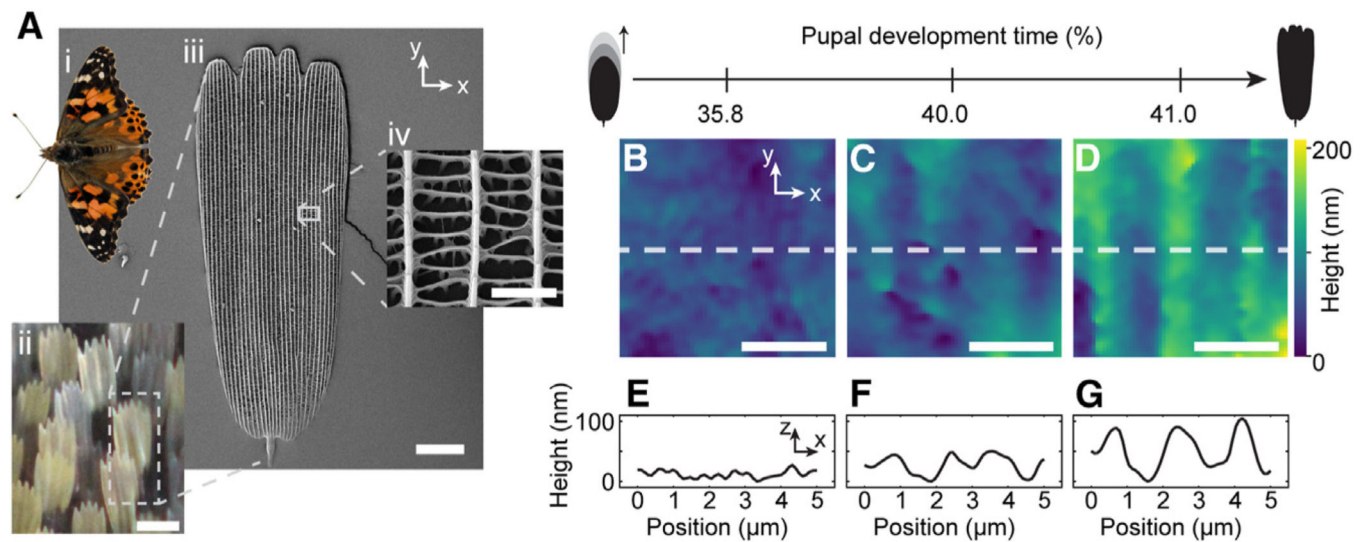 A
i
iii
y
x
iv
ii
Pupal development time (%)
35.8
40.0
41.0
B
y
x
C
D
200
0
Height (nm)
E
F
G
Height (nm)
100
0
z
x
0 1 2 3 4 5
0 1 2 3 4 5
0 1 2 3 4 5
Position (µm)
Position (µm)
Position (µm)